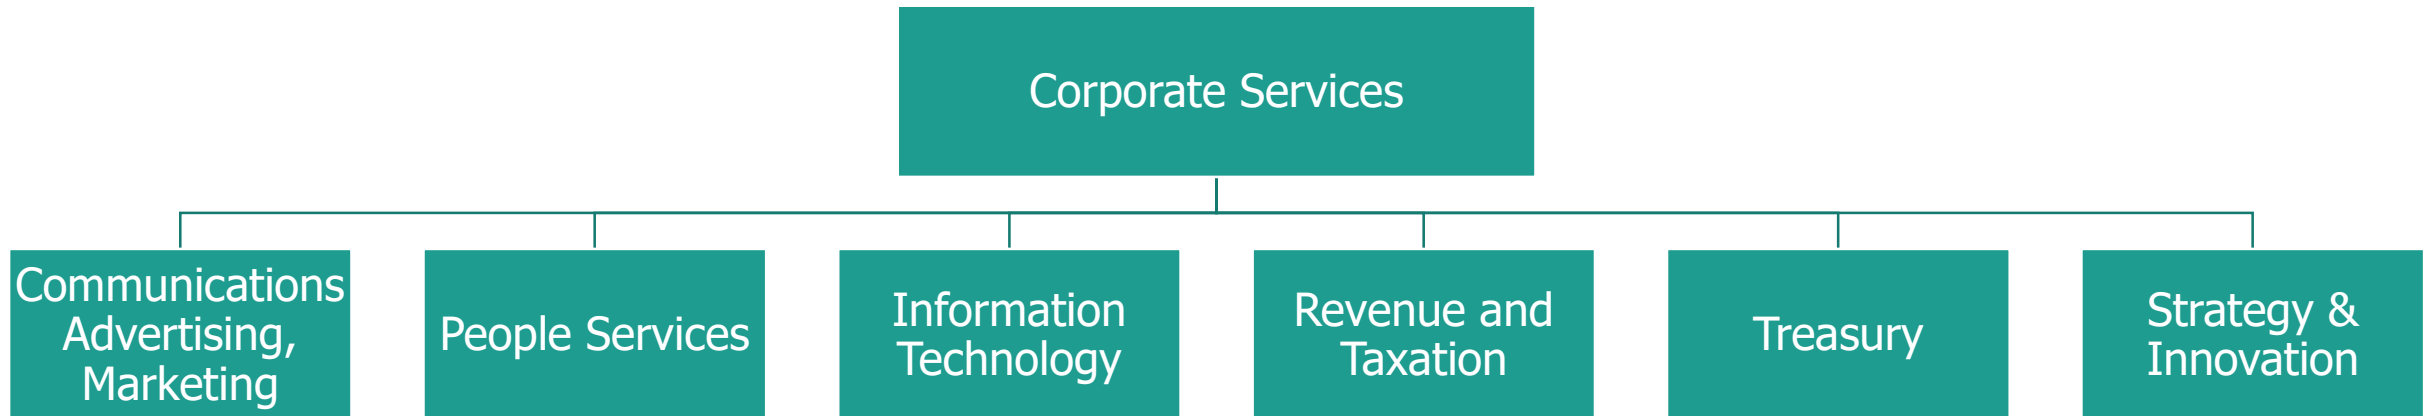 Corporate Services
Communications
Advertising,
Marketing
People Services
Information
Technology
Revenue and
Taxation
Treasury
Strategy &
Innovation